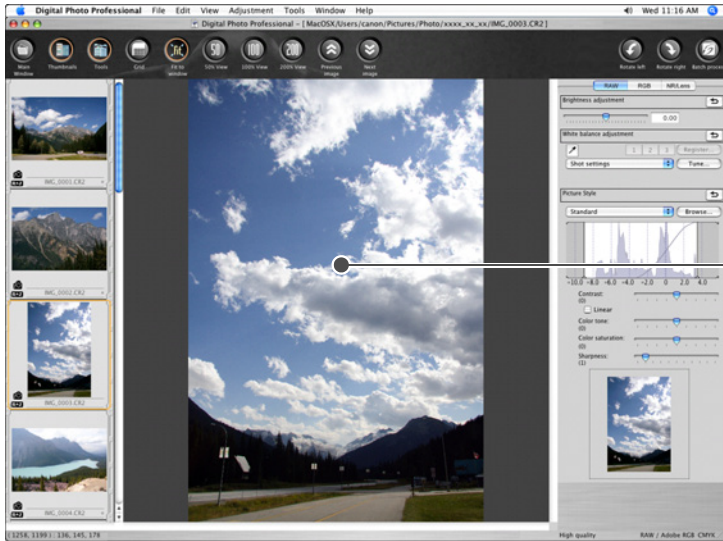 Digital Photo Professional File Edit View Adjustment Tools Window Help Wed 11:16 AM
Digital Photo Professional - [ MacOSX/Users/canon/Pictures/Photo/xxxx_xx_xx/IMG_0003.CR2 ]
Main Window
Thumbnails
Tools
Grid
Fit to window
50% View
100% View
200% View
Previous image
Next image
Rotate left
Rotate right
Batch proce
RAW RGB NR/Lens
Brightness adjustment
0.00
White balance adjustment
1 2 3 Register...
Shot settings Tune...
Picture Style
Standard Browse...
-10.0 -8.0 -6.0 -4.0 -2.0 0 2.0 4.0
Contrast:
(0)
Linear
Color tone:
(0)
Color saturation:
(0)
Sharpness:
(1)
IMG_0001.CR2
IMG_0002.CR2
IMG_0003.CR2
IMG_0004.CR2
( 1258, 1199 ) : 136, 145, 178
High quality RAW / Adobe RGB CMYK